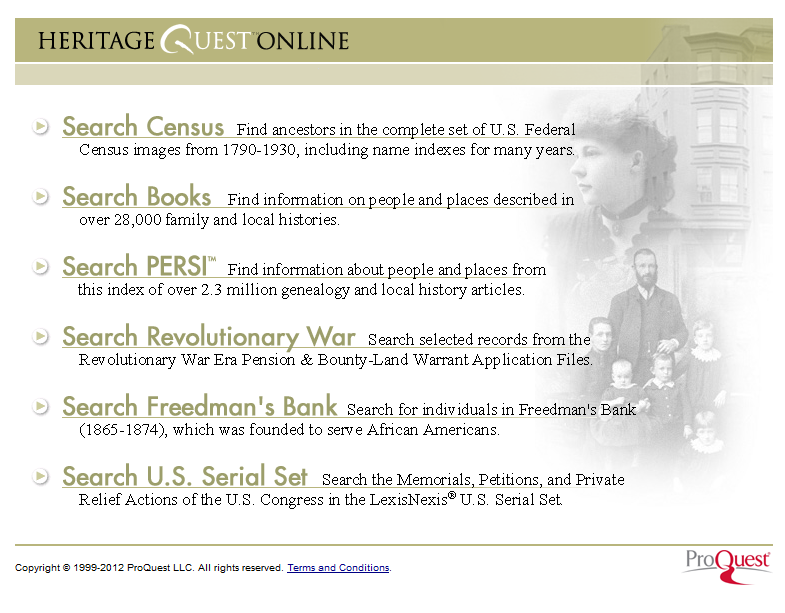 HERITAGE QUEST™ ONLINE
Search Census Find ancestors in the complete set of U.S. Federal
Census images from 1790-1930, including name indexes for many years.
Search Books Find information on people and places described in
over 28,000 family and local histories.
Search PERSI™ Find information about people and places from
this index of over 2.3 million genealogy and local history articles.
Search Revolutionary War Search selected records from the
Revolutionary War Era Pension & Bounty-Land Warrant Application Files.
Search Freedman's Bank Search for individuals in Freedman's Bank
(1865-1874), which was founded to serve African Americans.
Search U.S. Serial Set Search the Memorials, Petitions, and Private
Relief Actions of the U.S. Congress in the LexisNexis® U.S. Serial Set.
Copyright © 1999-2012 ProQuest LLC. All rights reserved. Terms and Conditions.
ProQuest®